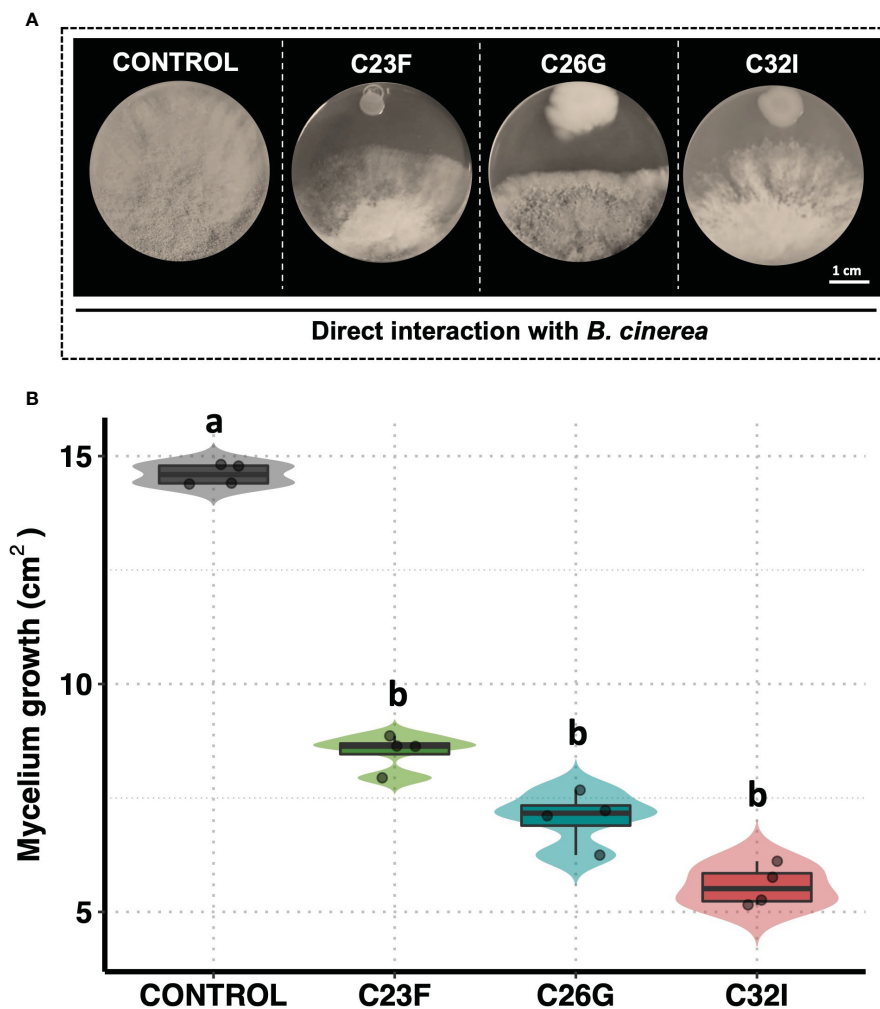 A
CONTROL C23F C26G C32I
1 cm
Direct interaction with B. cinerea
B
Mycelium growth (cm²)
15
10
5
a
b
b
b
CONTROL C23F C26G C32I